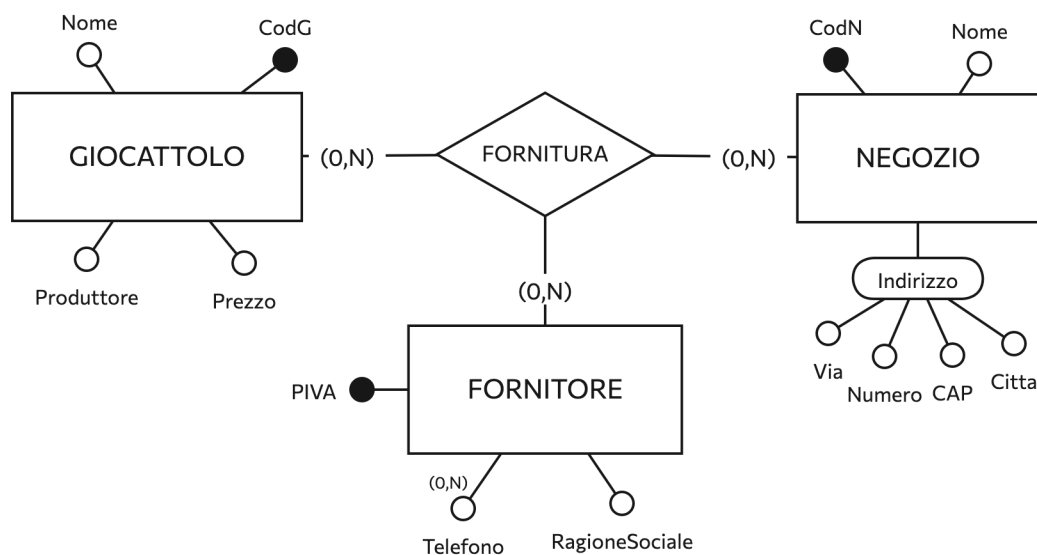 Nome
CodG
CodN
Nome
GIOCATTOLO
(0,N)
FORNITURA
(0,N)
NEGOZIO
Produttore
Prezzo
(0,N)
Indirizzo
Via
Numero
CAP
Citta
PIVA
FORNITORE
(0,N)
Telefono
RagioneSociale